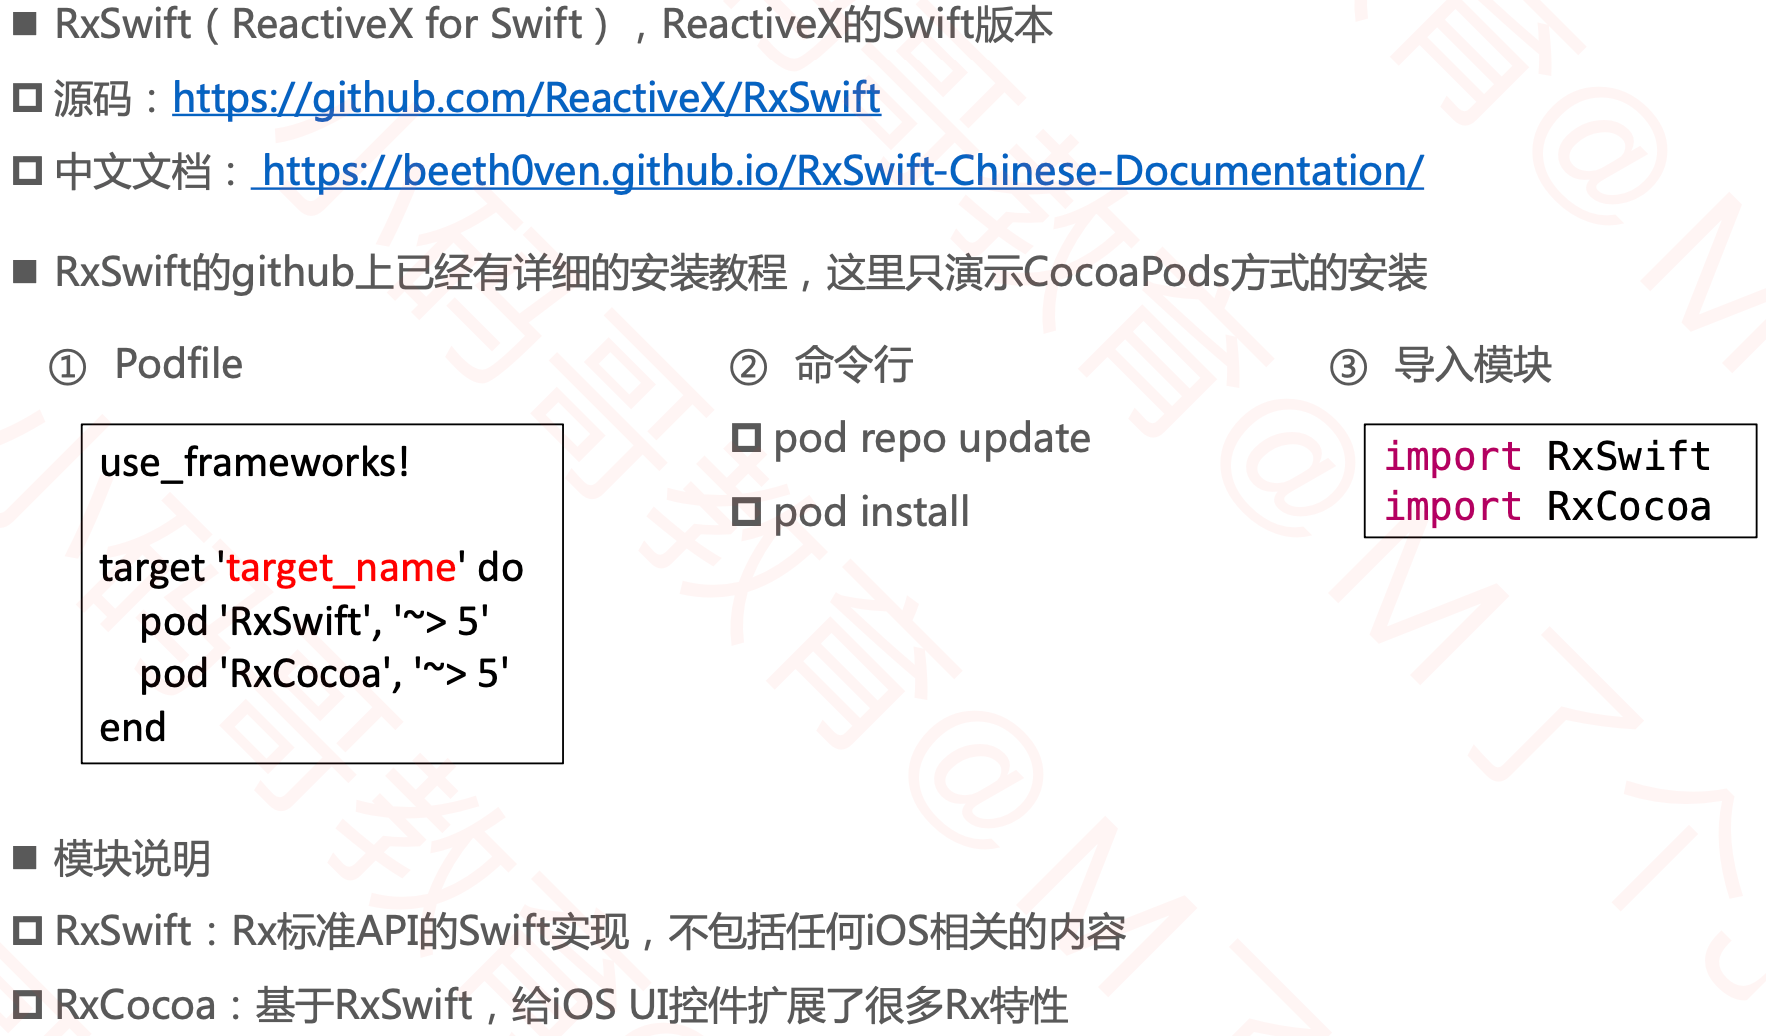 ■ RxSwift（ReactiveX for Swift），ReactiveX的Swift版本
源码：https://github.com/ReactiveX/RxSwift
中文文档： https://beeth0ven.github.io/RxSwift-Chinese-Documentation/
■ RxSwift的github上已经有详细的安装教程，这里只演示CocoaPods方式的安装
① Podfile
use_frameworks!
target 'target_name' do
pod 'RxSwift', '~> 5'
pod 'RxCocoa', '~> 5'
end
② 命令行
pod repo update
pod install
③ 导入模块
import RxSwift
import RxCocoa
■ 模块说明
RxSwift：Rx标准API的Swift实现，不包括任何iOS相关的内容
RxCocoa：基于RxSwift，给iOS UI控件扩展了很多Rx特性
小码哥教育@M了个J